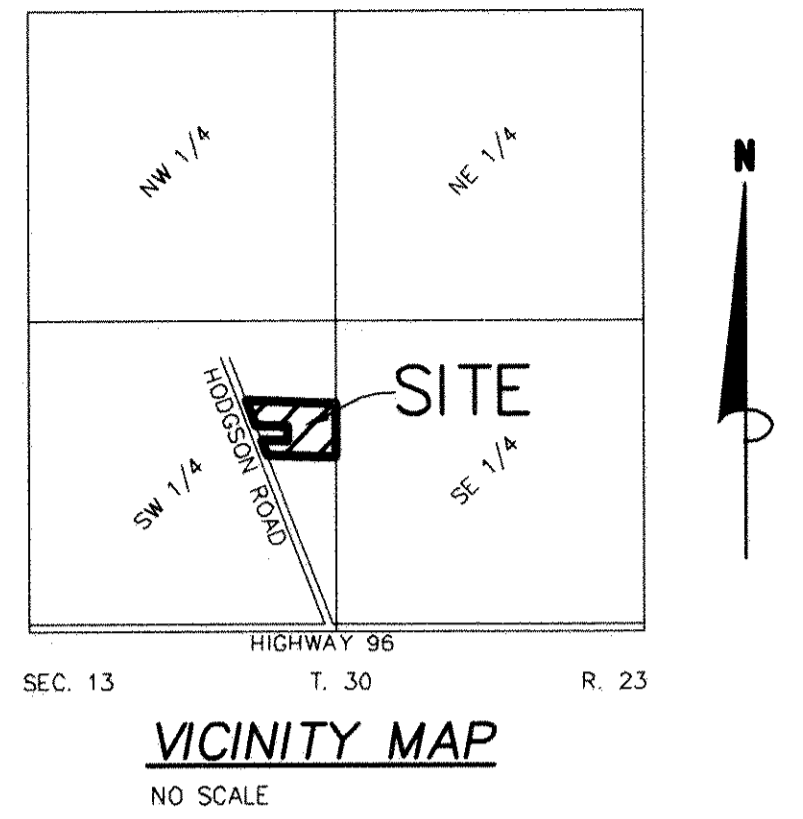 NW 1/4
NE 1/4
N
SITE
HODGSON ROAD
SW 1/4
SE 1/4
HIGHWAY 96
SEC. 13 T. 30 R. 23
VICINITY MAP
NO SCALE